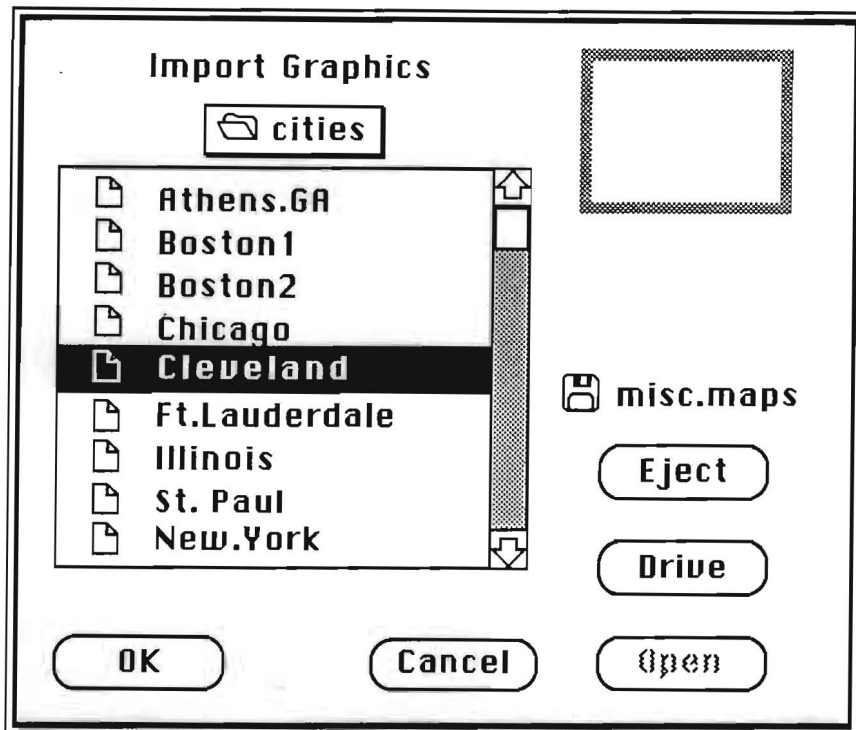 Import Graphics
cities
Athens.GA
Boston1
Boston2
Chicago
Cleveland
Ft.Lauderdale
Illinois
St. Paul
New.York
misc.maps
Eject
Drive
OK
Cancel
Open